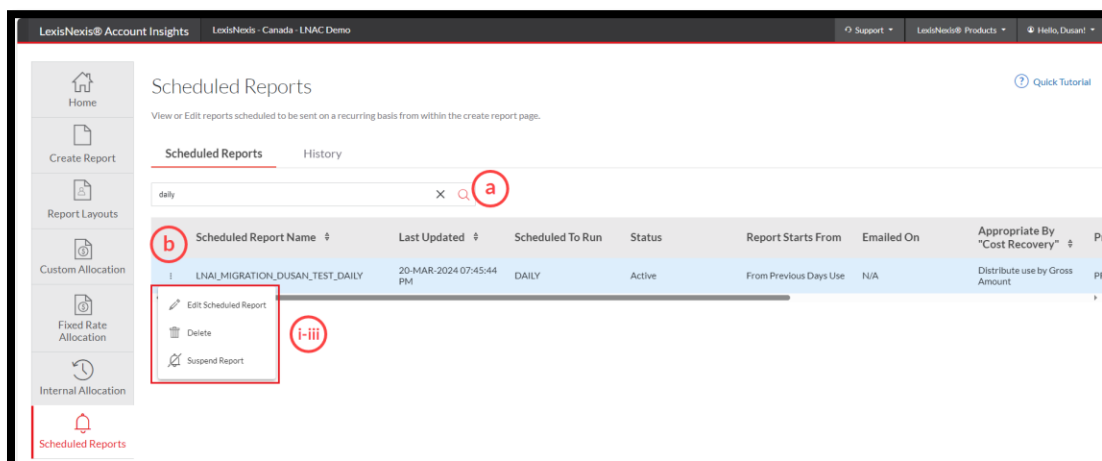 LexisNexis® Account Insights LexisNexis - Canada - LNAC Demo Support LexisNexis® Products Hello, Dusan!
Home
Create Report
Report Layouts
Custom Allocation
Fixed Rate
Allocation
Internal Allocation
Scheduled Reports
Scheduled Reports
? Quick Tutorial
View or Edit reports scheduled to be sent on a recurring basis from within the create report page.
Scheduled Reports History
daily
a
b
Scheduled Report Name Last Updated Scheduled To Run Status Report Starts From Emailed On Appropriate By
"Cost Recovery"
LNAI_MIGRATION_DUSAN_TEST_DAILY 20-MAR-2024 07:45:44
PM DAILY Active From Previous Days Use N/A Distribute use by Gross
Amount
Edit Scheduled Report
Delete
Suspend Report
i-iii